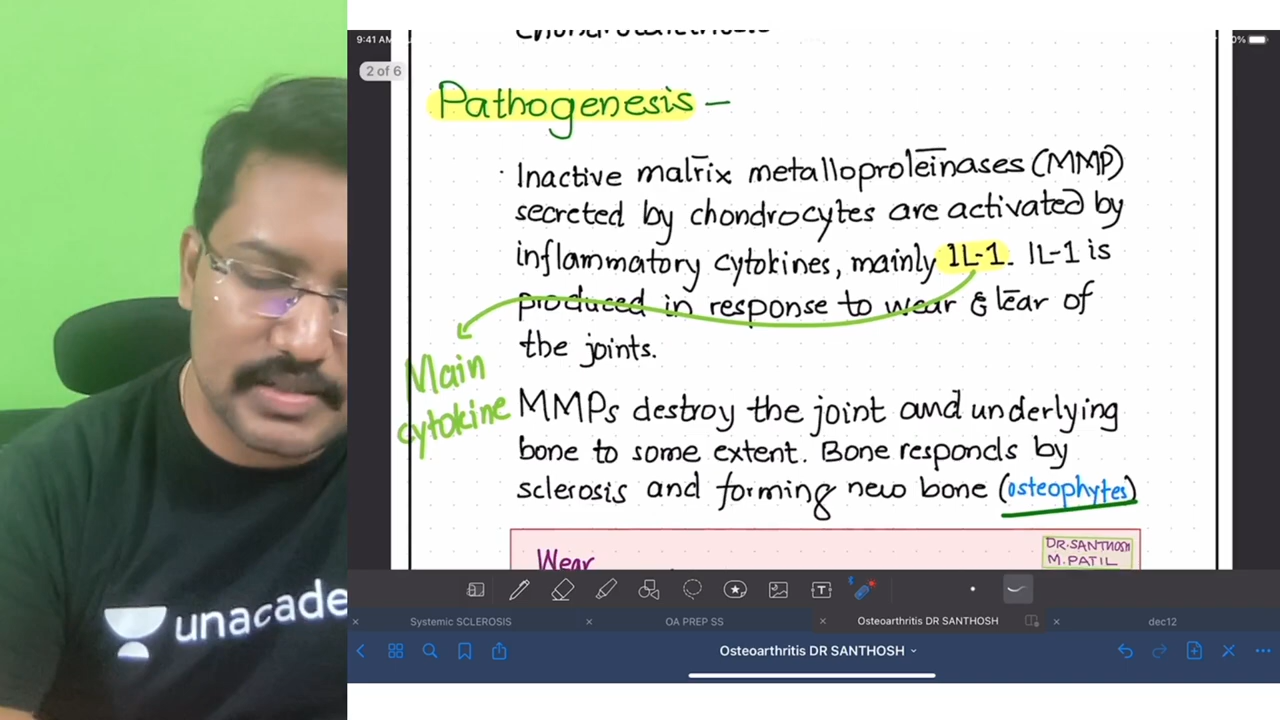 9:41 AM
0%
2 of 6
Pathogenesis –
Inactive matrix metalloproteinases (MMP)
secreted by chondrocytes are activated by
inflammatory cytokines, mainly IL-1. IL-1 is
produced in response to wear & tear of
the joints.
Main
cytokine
MMPs destroy the joint and underlying
bone to some extent. Bone responds by
sclerosis and forming new bone (osteophytes)
Wear
DR.SANTHOSH
M.PATIL
unacade
Systemic SCLEROSIS
OA PREP SS
Osteoarthritis DR SANTHOSH
dec12
Osteoarthritis DR SANTHOSH